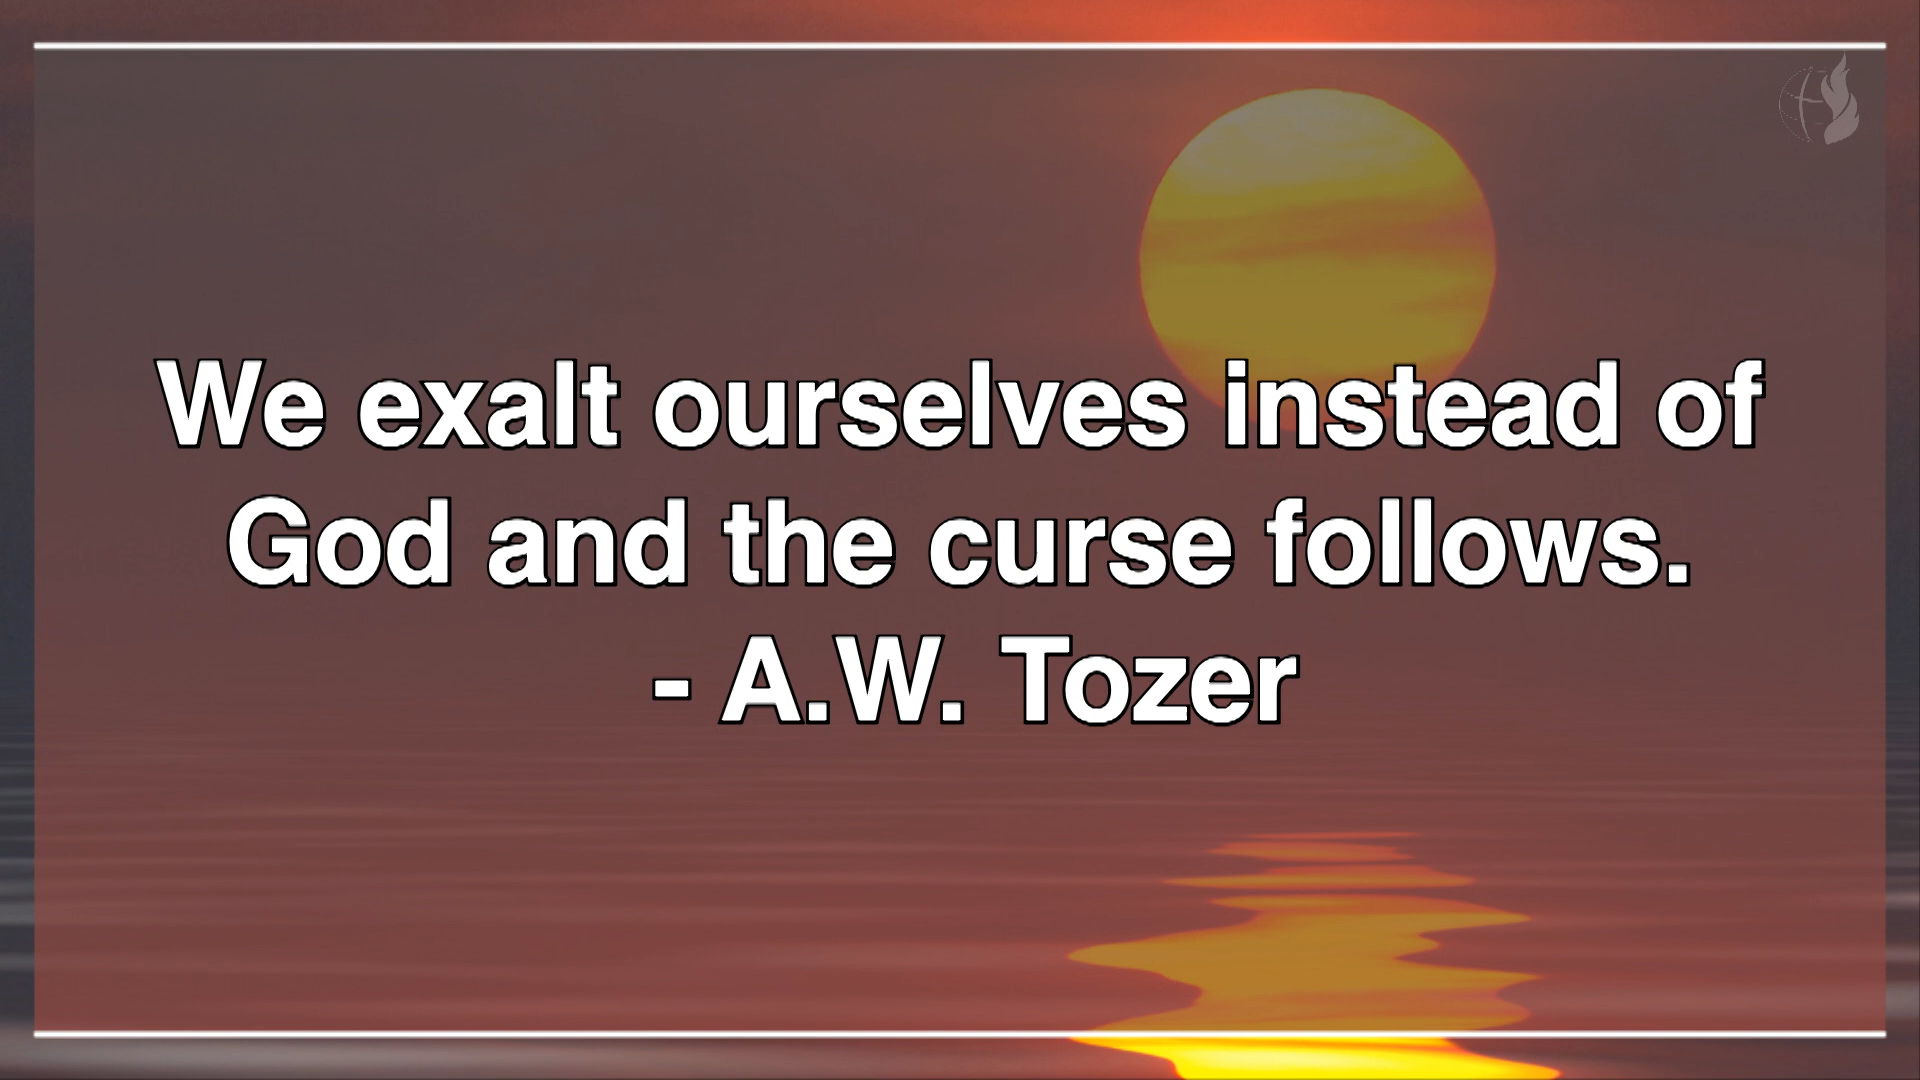 We exalt ourselves instead of
God and the curse follows.
- A.W. Tozer